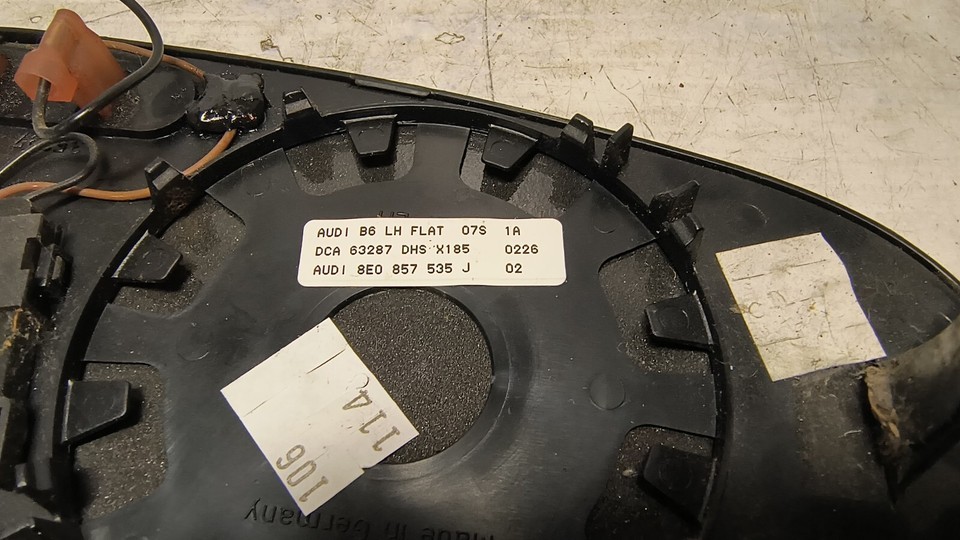 AUDI B6 LH FLAT 07S 1A
DCA 63287 DHS X185 0226
AUDI 8E0 857 535 J 02
114
106
Made in Germany